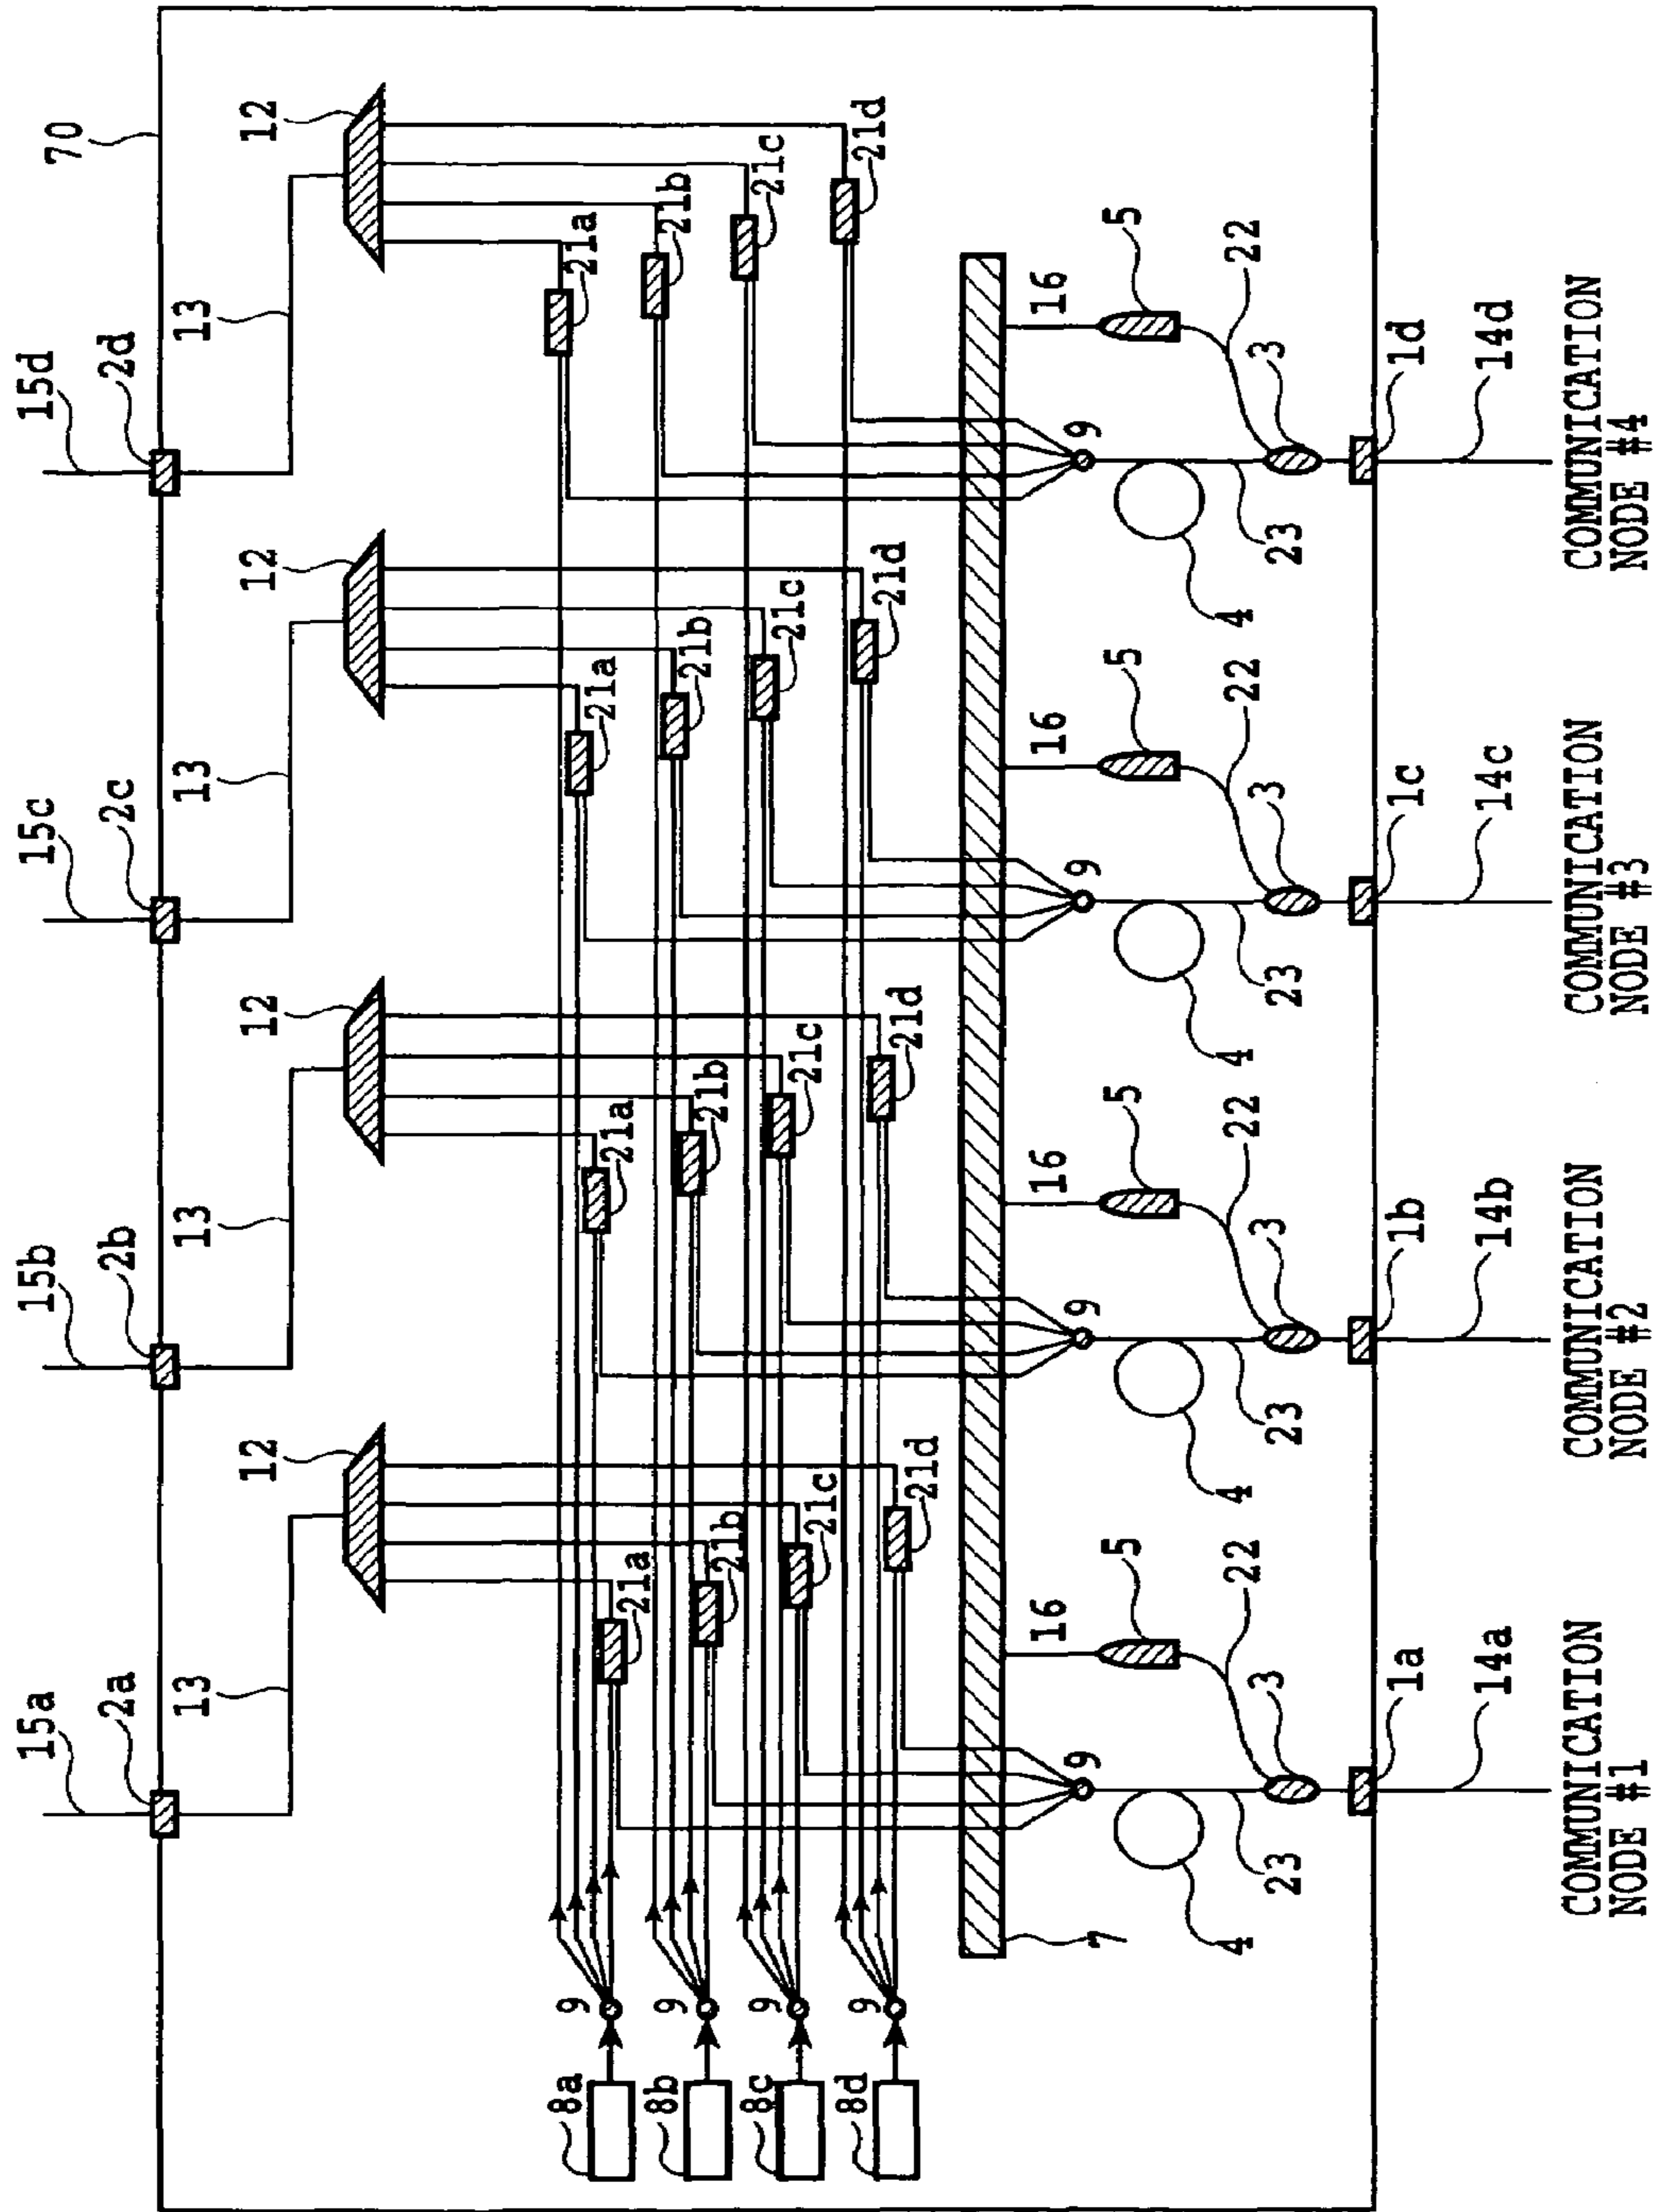 70
15a
15b
15c
15d
2a
2b
2c
2d
13
13
13
13
12
12
12
12
8a
9
21a
21a
21a
21a
8b
9
21b
21b
21b
21b
8c
9
21c
21c
21c
21c
8d
9
21d
21d
21d
21d
7
16
16
16
16
9
9
9
9
5
5
5
5
4
4
4
4
22
22
22
22
23
23
23
23
3
3
3
3
1a
1b
1c
1d
14a
14b
14c
14d
COMMUNICATION
NODE #1
COMMUNICATION
NODE #2
COMMUNICATION
NODE #3
COMMUNICATION
NODE #4